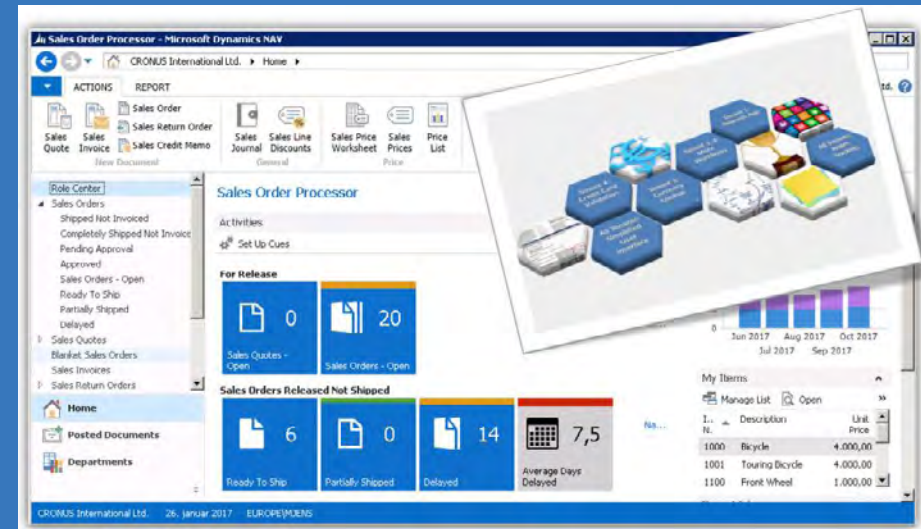 Sales Order Processor - Microsoft Dynamics NAV
CRONUS International Ltd. ▸ Home ▸
ACTIONS REPORT
Sales Quote
Sales Invoice
Sales Order
Sales Return Order
Sales Credit Memo
New Document
Sales Journal
Sales Line Discounts
General
Sales Price Worksheet
Sales Prices
Price List
Price
td.
Role Center
Sales Orders
Shipped Not Invoiced
Completely Shipped Not Invoice
Pending Approval
Approved
Sales Orders - Open
Ready To Ship
Partially Shipped
Delayed
Sales Quotes
Blanket Sales Orders
Sales Invoices
Sales Return Orders
Home
Posted Documents
Departments
Sales Order Processor
Activities
Set Up Cues
For Release
0
Sales Quotes - Open
20
Sales Orders - Open
Sales Orders Released Not Shipped
6
Ready To Ship
0
Partially Shipped
14
Delayed
7,5
Average Days Delayed
Na...
0
Jun 2017 Aug 2017 Oct 2017
Jul 2017 Sep 2017
My Items
Manage List Open
I... N. Description Unit Price
1000 Bicycle 4.000,00
1001 Touring Bicycle 4.000,00
1100 Front Wheel 1.000,00
CRONUS International Ltd. 26. januar 2017 EUROPE\MJENS